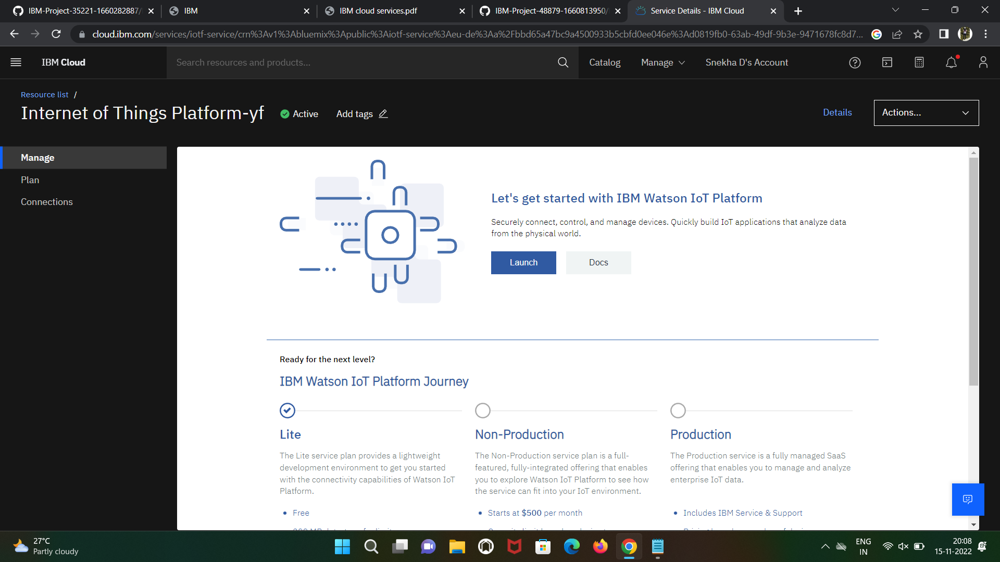 IBM-Project-35221-1660282887/
IBM
IBM cloud services.pdf
IBM-Project-48879-1660813950/
Service Details - IBM Cloud
cloud.ibm.com/services/iotf-service/crn%3Av1%3Abluemix%3Apublic%3Aiotf-service%3Aeu-de%3Aa%2Fbbd65a47bc9a4500933b5cbfd0ee046e%3Ad0819fb0-63ab-49df-9b3e-9471678fc8d7...
IBM Cloud
Search resources and products...
Catalog
Manage
Snekha D's Account
Resource list /
Internet of Things Platform-yf
Active
Add tags
Details
Actions...
Manage
Plan
Connections
Let's get started with IBM Watson IoT Platform
Securely connect, control, and manage devices. Quickly build IoT applications that analyze data
from the physical world.
Launch
Docs
Ready for the next level?
IBM Watson IoT Platform Journey
Lite
The Lite service plan provides a lightweight
development environment to get you started
with the connectivity capabilities of Watson IoT
Platform.
• Free
Non-Production
The Non-Production service plan is a full-
featured, fully-integrated offering that enables
you to explore Watson IoT Platform to see how
the service can fit into your IoT environment.
• Starts at $500 per month
Production
The Production service is a fully managed SaaS
offering that enables you to manage and analyze
enterprise IoT data.
• Includes IBM Service & Support
27°C
Partly cloudy
ENG
IN
20:08
15-11-2022